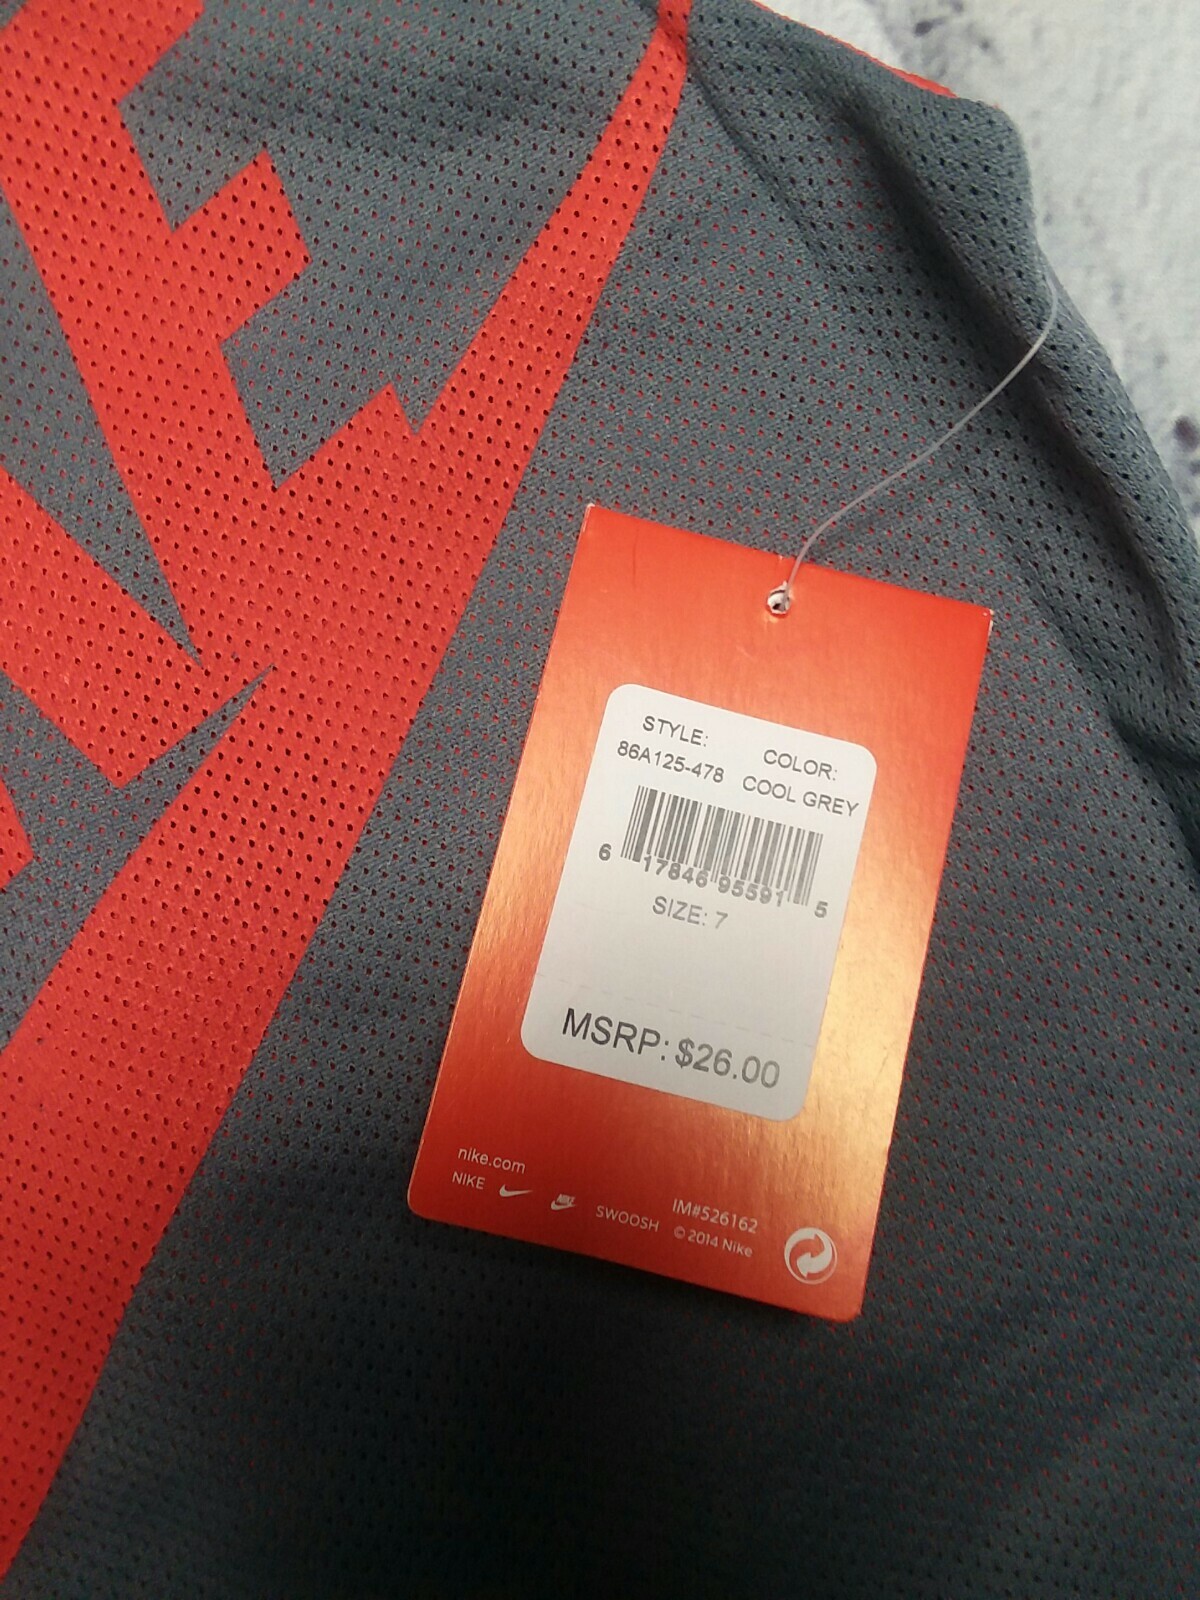 STYLE: COLOR:
86A125-478 COOL GREY
6 17846 95591 5
SIZE: 7
MSRP: $26.00
nike.com
NIKE NIKE SWOOSH IM#526162
© 2014 Nike